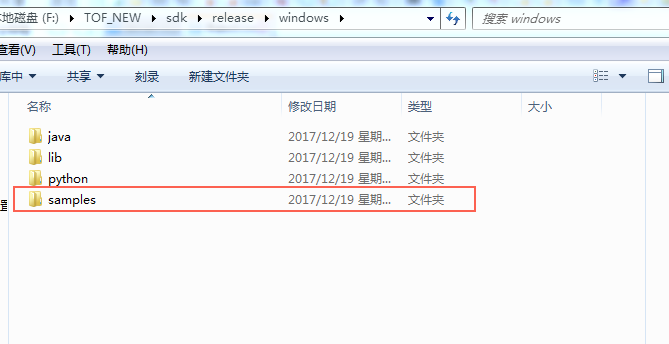 地磁盘 (F:) ▸ TOF_NEW ▸ sdk ▸ release ▸ windows ▸ 搜索 windows
查看(V) 工具(T) 帮助(H)
库中 共享 刻录 新建文件夹
名称 修改日期 类型 大小
java 2017/12/19 星期... 文件夹
lib 2017/12/19 星期... 文件夹
python 2017/12/19 星期... 文件夹
samples 2017/12/19 星期... 文件夹